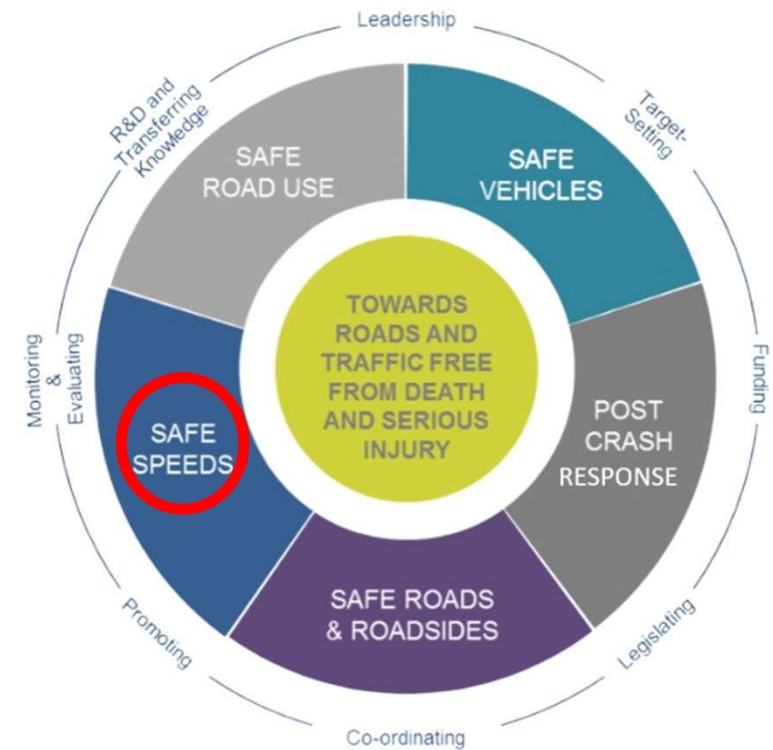 Leadership
R&D and
Transferring
Knowledge
Target-
Setting
SAFE
ROAD USE
SAFE
VEHICLES
TOWARDS
ROADS AND
TRAFFIC FREE
FROM DEATH
AND SERIOUS
INJURY
Monitoring
&
Evaluating
Funding
SAFE
SPEEDS
POST
CRASH
RESPONSE
SAFE ROADS
& ROADSIDES
Promoting
Legislating
Co-ordinating